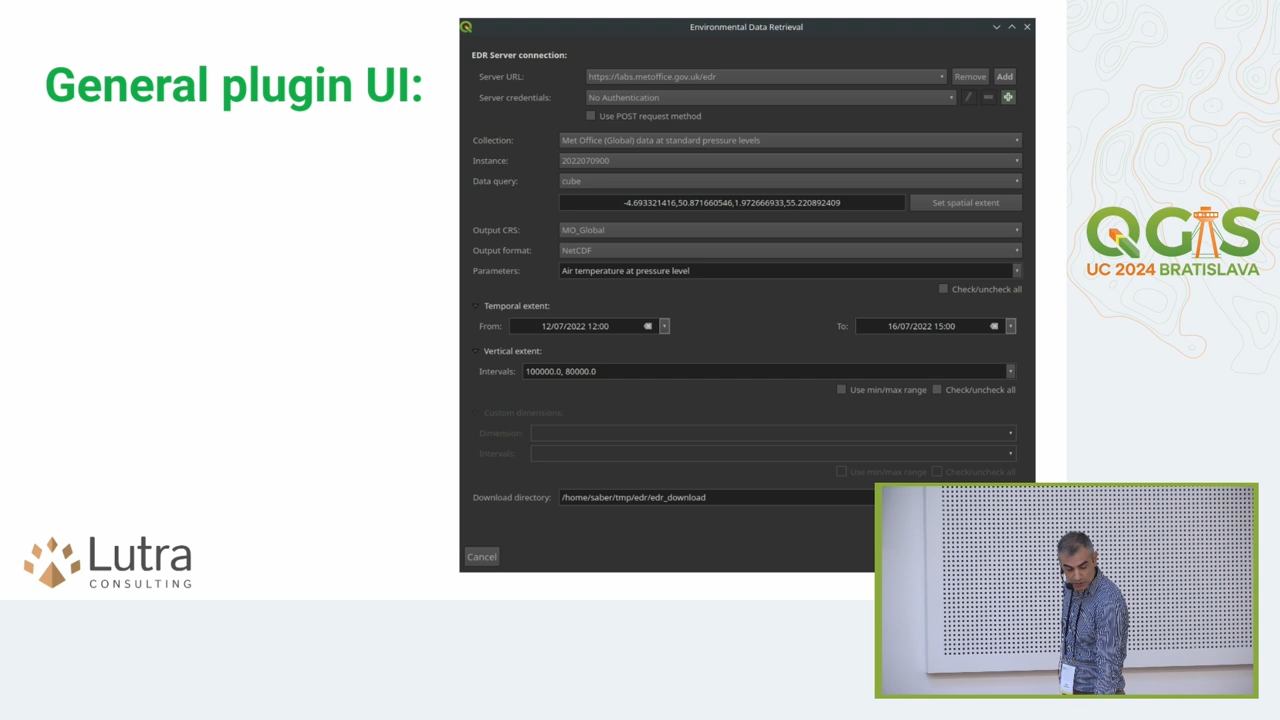 General plugin UI:
Environmental Data Retrieval
EDR Server connection:
Server URL: https://labs.metoffice.gov.uk/edr Remove Add
Server credentials: No Authentication
Use POST request method
Collection: Met Office (Global) data at standard pressure levels
Instance: 2022070900
Data query: cube
-4.693321416,50.871660546,1.972666933,55.220892409 Set spatial extent
Output CRS: MO_Global
Output format: NetCDF
Parameters: Air temperature at pressure level
Check/uncheck all
Temporal extent:
From: 12/07/2022 12:00 To: 16/07/2022 15:00
Vertical extent:
Intervals: 100000.0, 80000.0
Use min/max range Check/uncheck all
Custom dimensions:
Dimension:
Intervals:
Use min/max range Check/uncheck all
Download directory: /home/saber/tmp/edr/edr_download
Cancel
Lutra
CONSULTING
QGIS
UC 2024 BRATISLAVA